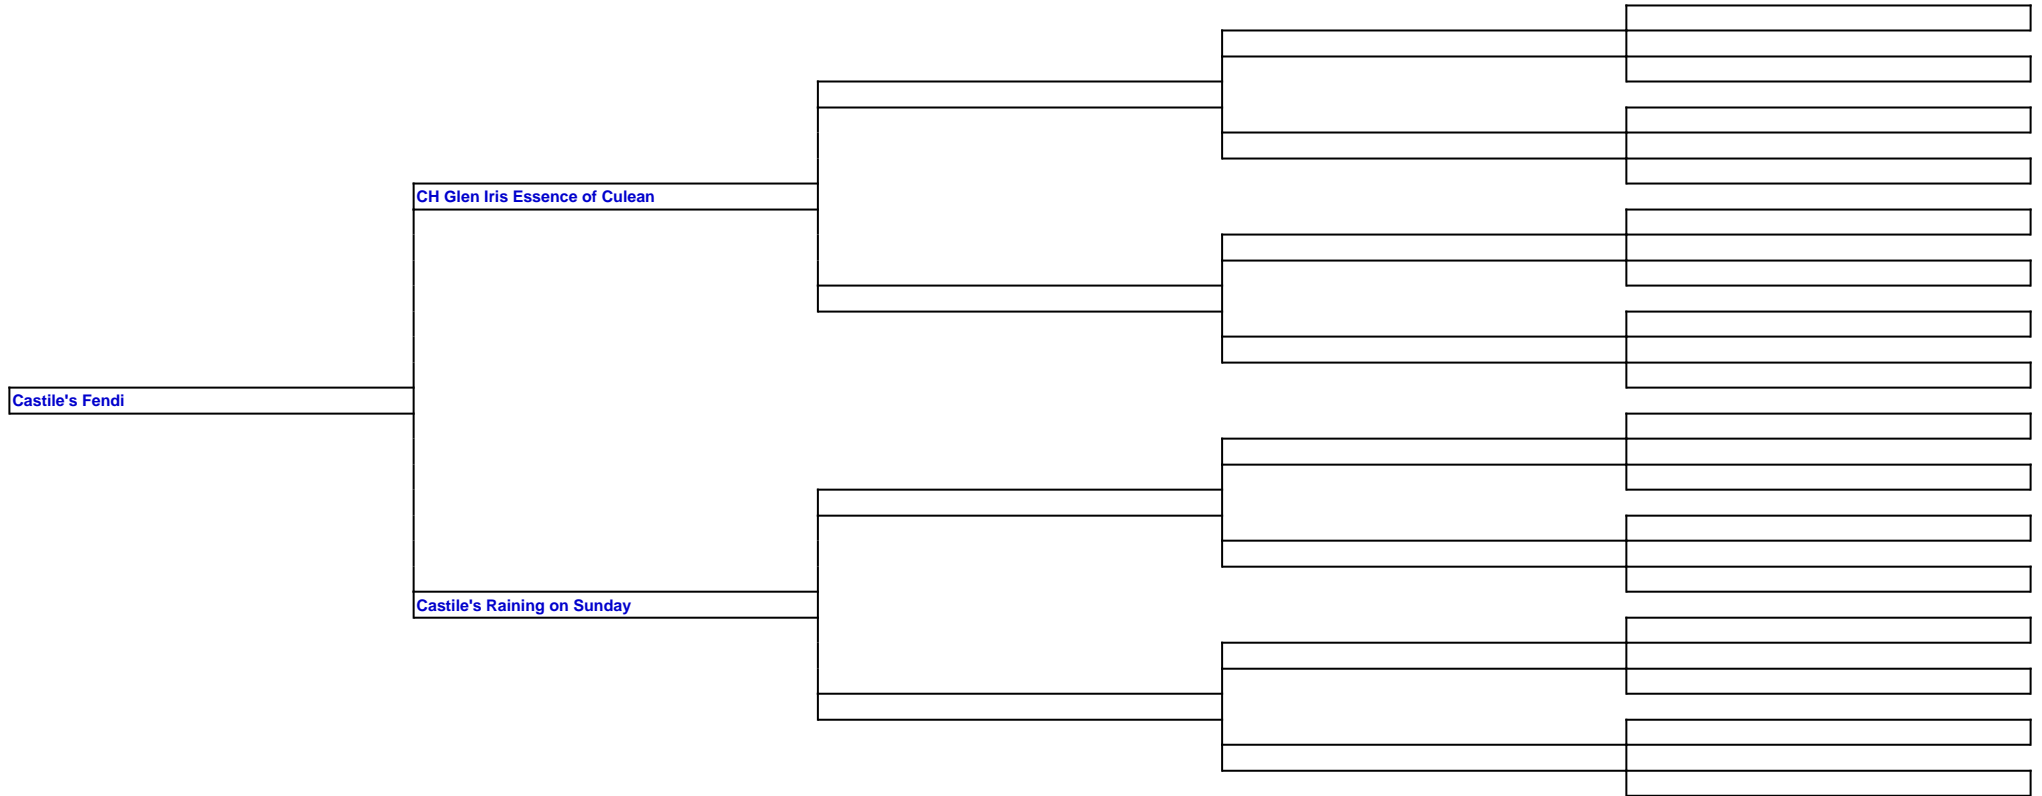 CH Glen Iris Essence of Culean
Castile's Fendi
Castile's Raining on Sunday